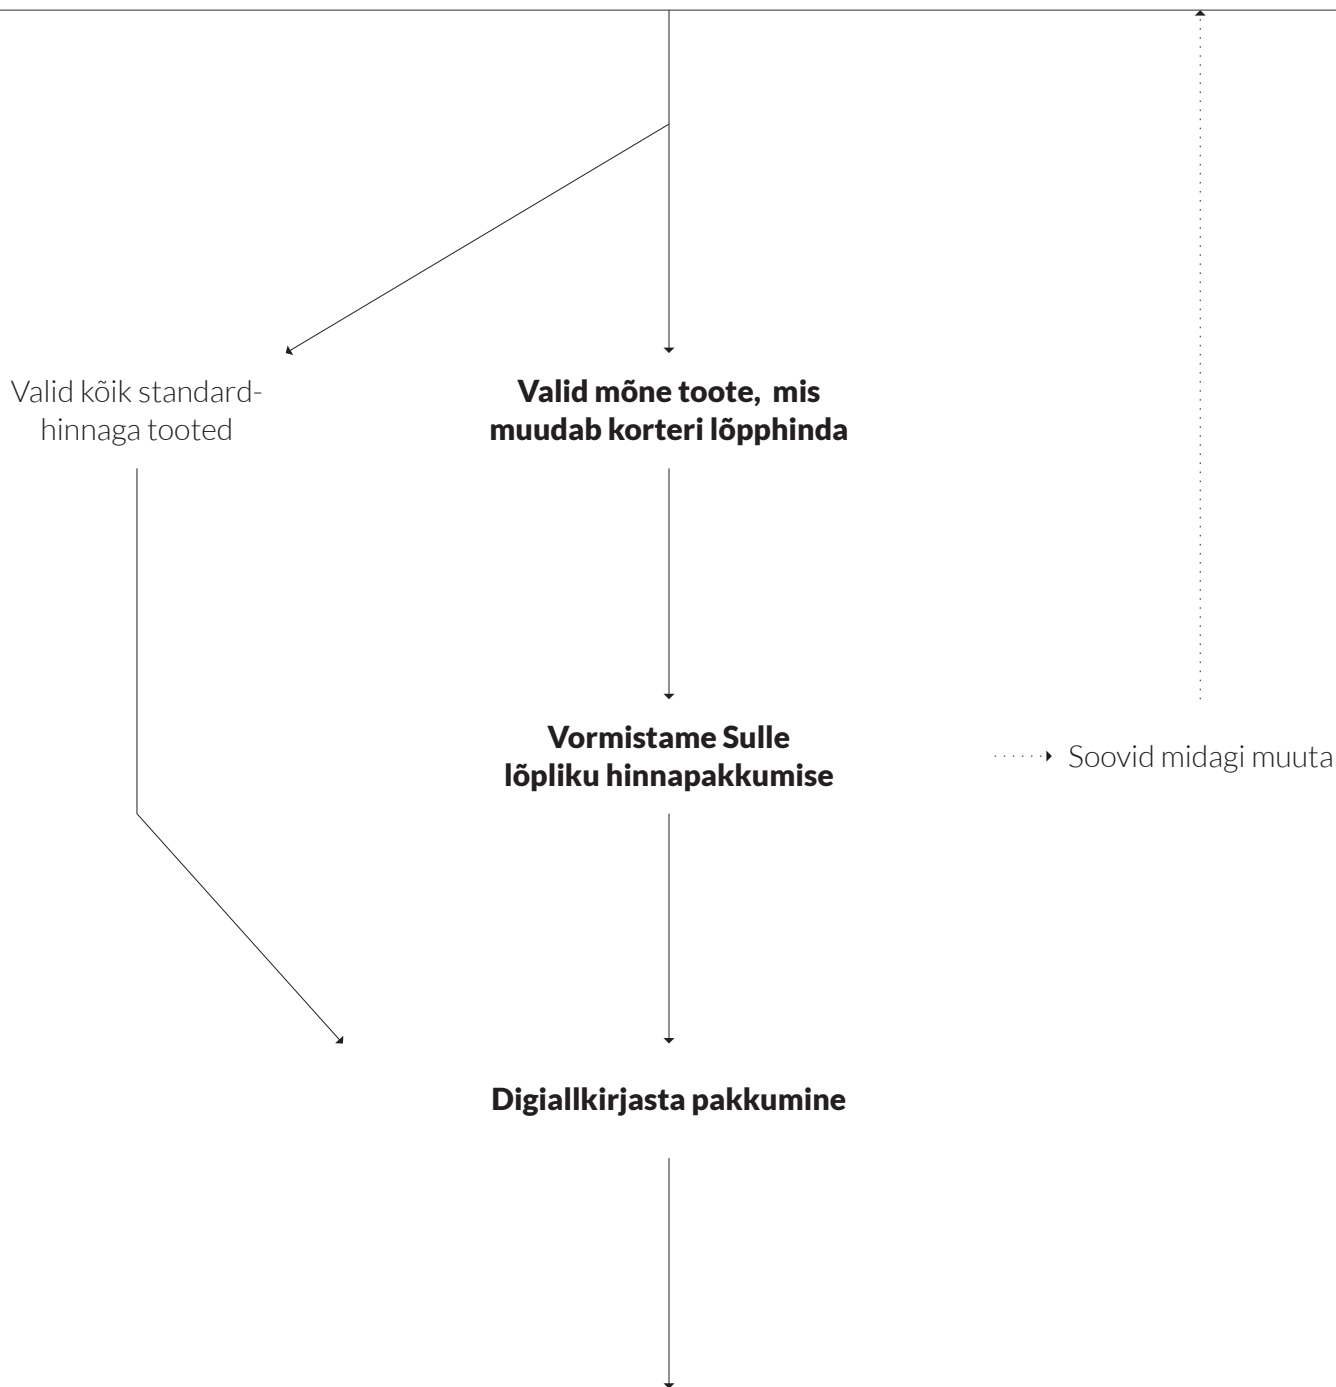 Valid kõik standard-
hinnaga tooted
Valid mõne toote, mis
muudab korteri lõpphinda
Vormistame Sulle
lõpliku hinnapakkumise
Soovid midagi muuta
Digiallkirjasta pakkumine